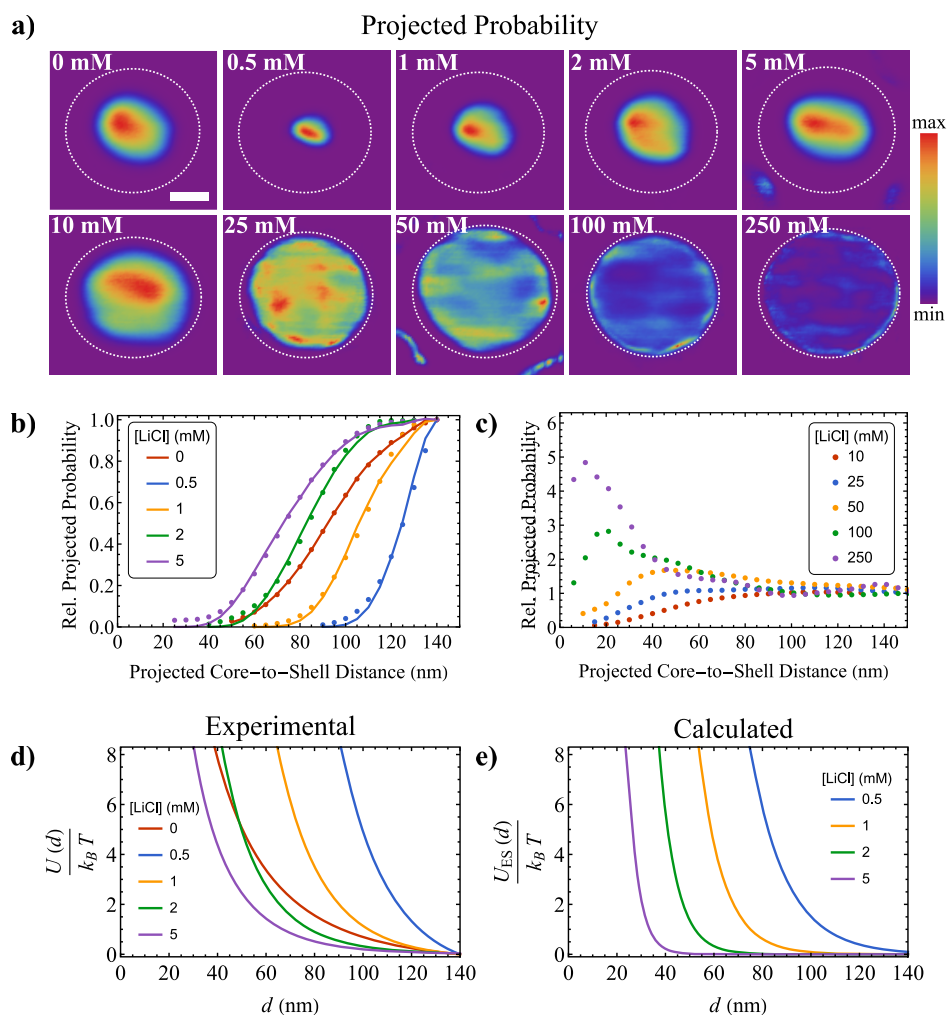 a)
Projected Probability
0 mM
0.5 mM
1 mM
2 mM
5 mM
max
min
10 mM
25 mM
50 mM
100 mM
250 mM
b)
Rel. Projected Probability
1.0
0.8
0.6
0.4
0.2
0.0
[LiCl] (mM)
0
0.5
1
2
5
0 20 40 60 80 100 120 140
Projected Core−to−Shell Distance (nm)
c)
Rel. Projected Probability
6
5
4
3
2
1
0
[LiCl] (mM)
10
25
50
100
250
0 20 40 60 80 100 120 140
Projected Core−to−Shell Distance (nm)
Experimental
d)
U (d)
k_B T
8
6
4
2
0
[LiCl] (mM)
0
0.5
1
2
5
0 20 40 60 80 100 120 140
d (nm)
Calculated
e)
U_ES (d)
k_B T
8
6
4
2
0
[LiCl] (mM)
0.5
1
2
5
0 20 40 60 80 100 120 140
d (nm)